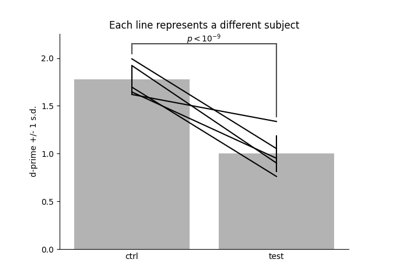 Each line represents a different subject
p < 10⁻⁹
2.0
1.5
1.0
0.5
0.0
d-prime +/- 1 s.d.
ctrl
test